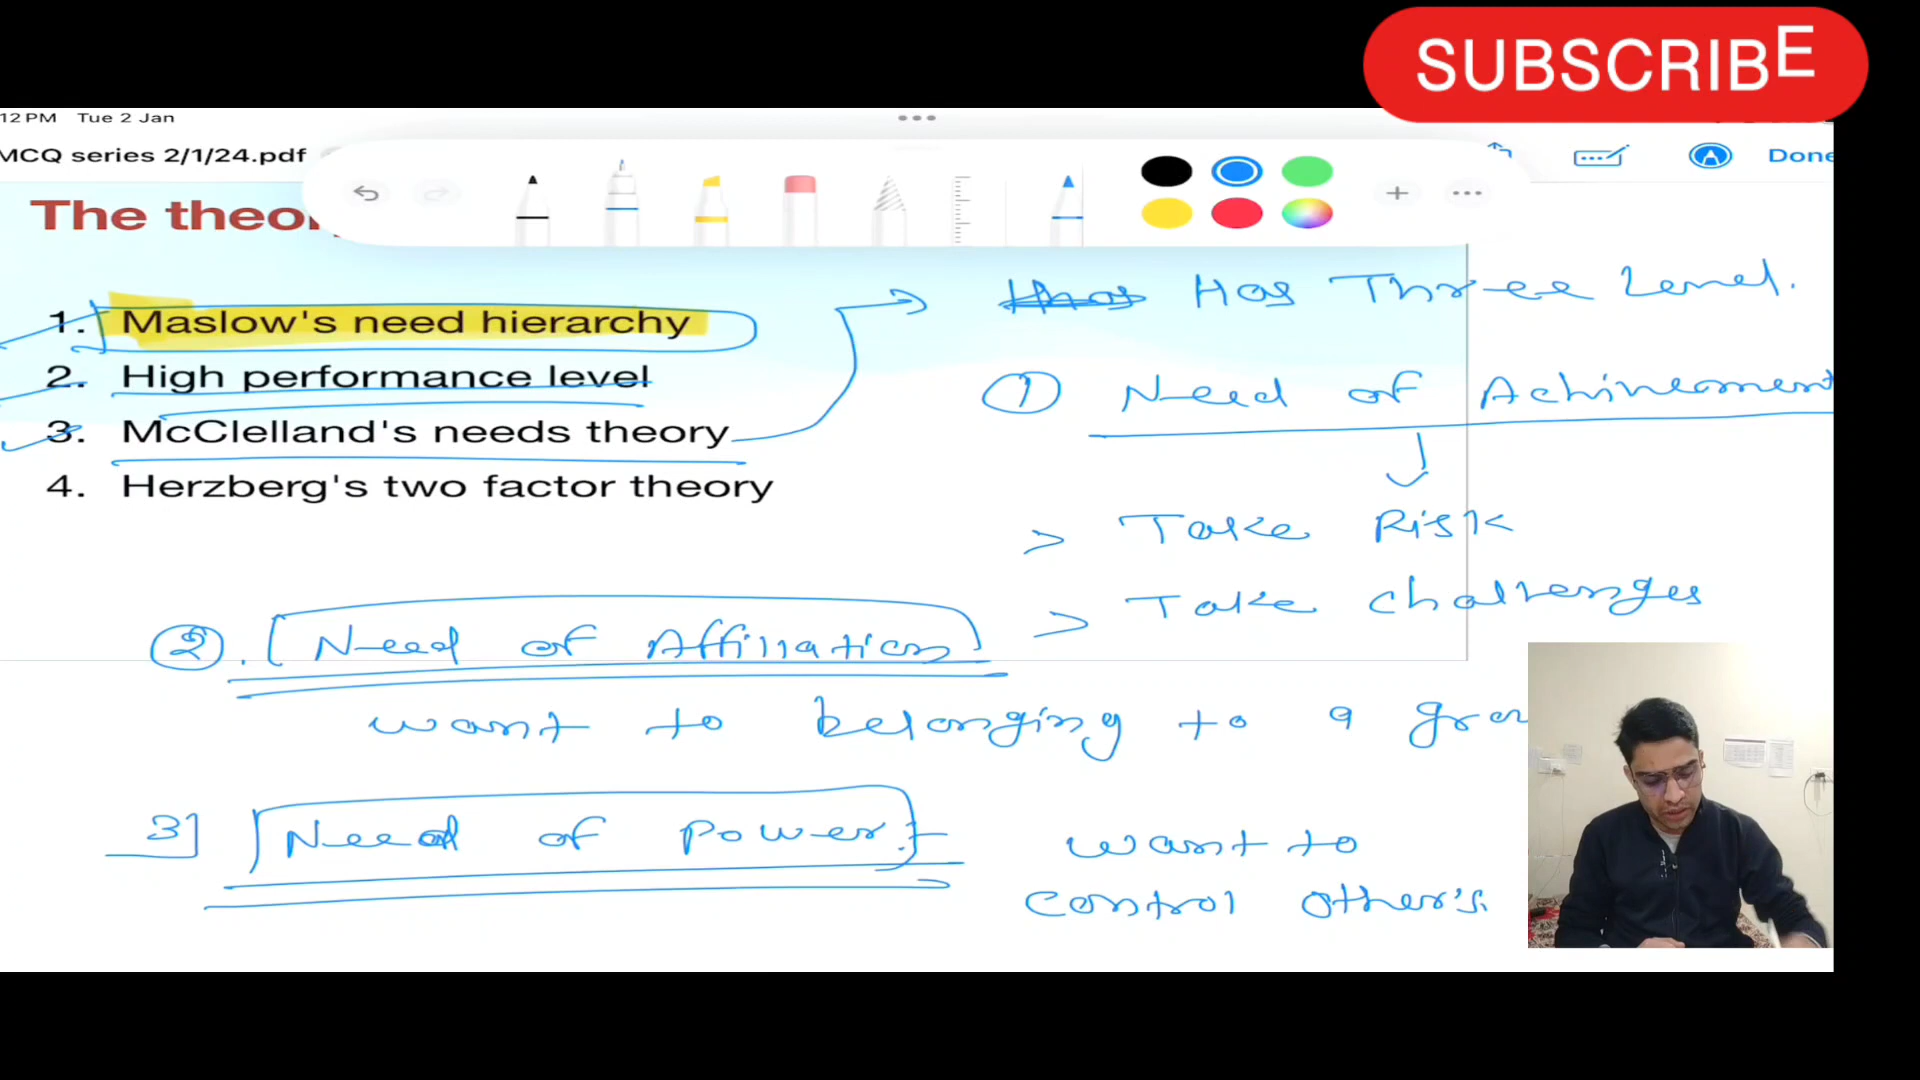 SUBSCRIBE
12 PM Tue 2 Jan
MCQ series 2/1/24.pdf
Done
The theor
Has Three Level.
1. Maslow's need hierarchy
2. High performance level
3. McClelland's needs theory
4. Herzberg's two factor theory
① Need of Achivement
> Take Risk
> Take challenges
②. Need of Affiliation
want to belonging to a gro
3] Need of Power:-
want to
control other's